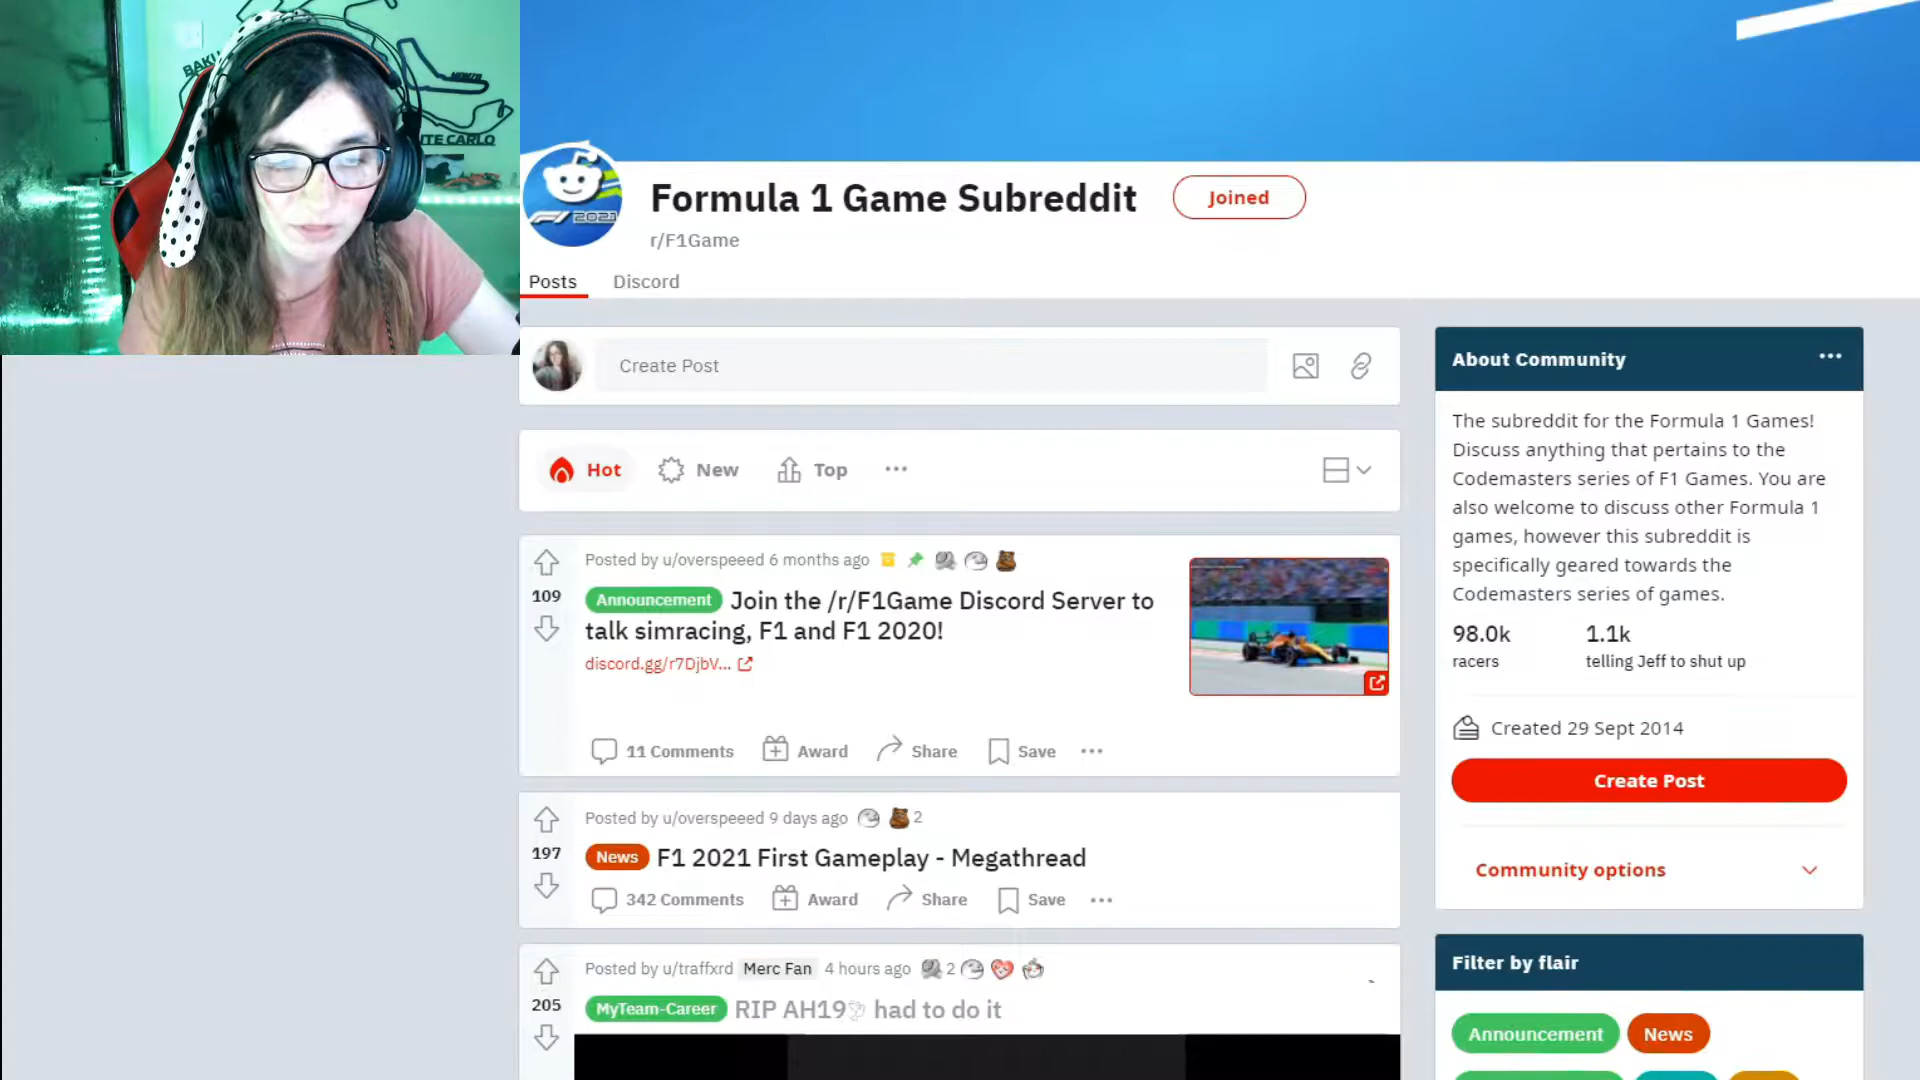 BAKU
MONZA
MONTE CARLO
F1 2021
Formula 1 Game Subreddit
Joined
r/F1Game
Posts
Discord
Create Post
Hot
New
Top
Posted by u/overspeeed 6 months ago
109
Announcement Join the /r/F1Game Discord Server to
talk simracing, F1 and F1 2020!
discord.gg/r7DjbV...
11 Comments
Award
Share
Save
Posted by u/overspeeed 9 days ago
2
197
News F1 2021 First Gameplay - Megathread
342 Comments
Award
Share
Save
Posted by u/traffxrd Merc Fan 4 hours ago
2
205
MyTeam-Career RIP AH19🕊 had to do it
About Community
The subreddit for the Formula 1 Games!
Discuss anything that pertains to the
Codemasters series of F1 Games. You are
also welcome to discuss other Formula 1
games, however this subreddit is
specifically geared towards the
Codemasters series of games.
98.0k
1.1k
racers
telling Jeff to shut up
Created 29 Sept 2014
Create Post
Community options
Filter by flair
Announcement
News